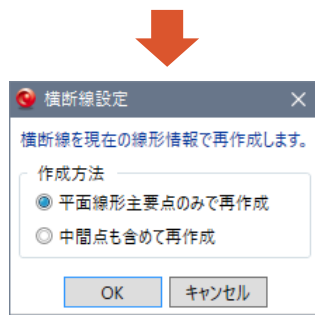 横断線設定
横断線を現在の線形情報で再作成します。
作成方法
平面線形主要点のみで再作成
中間点も含めて再作成
OK キャンセル